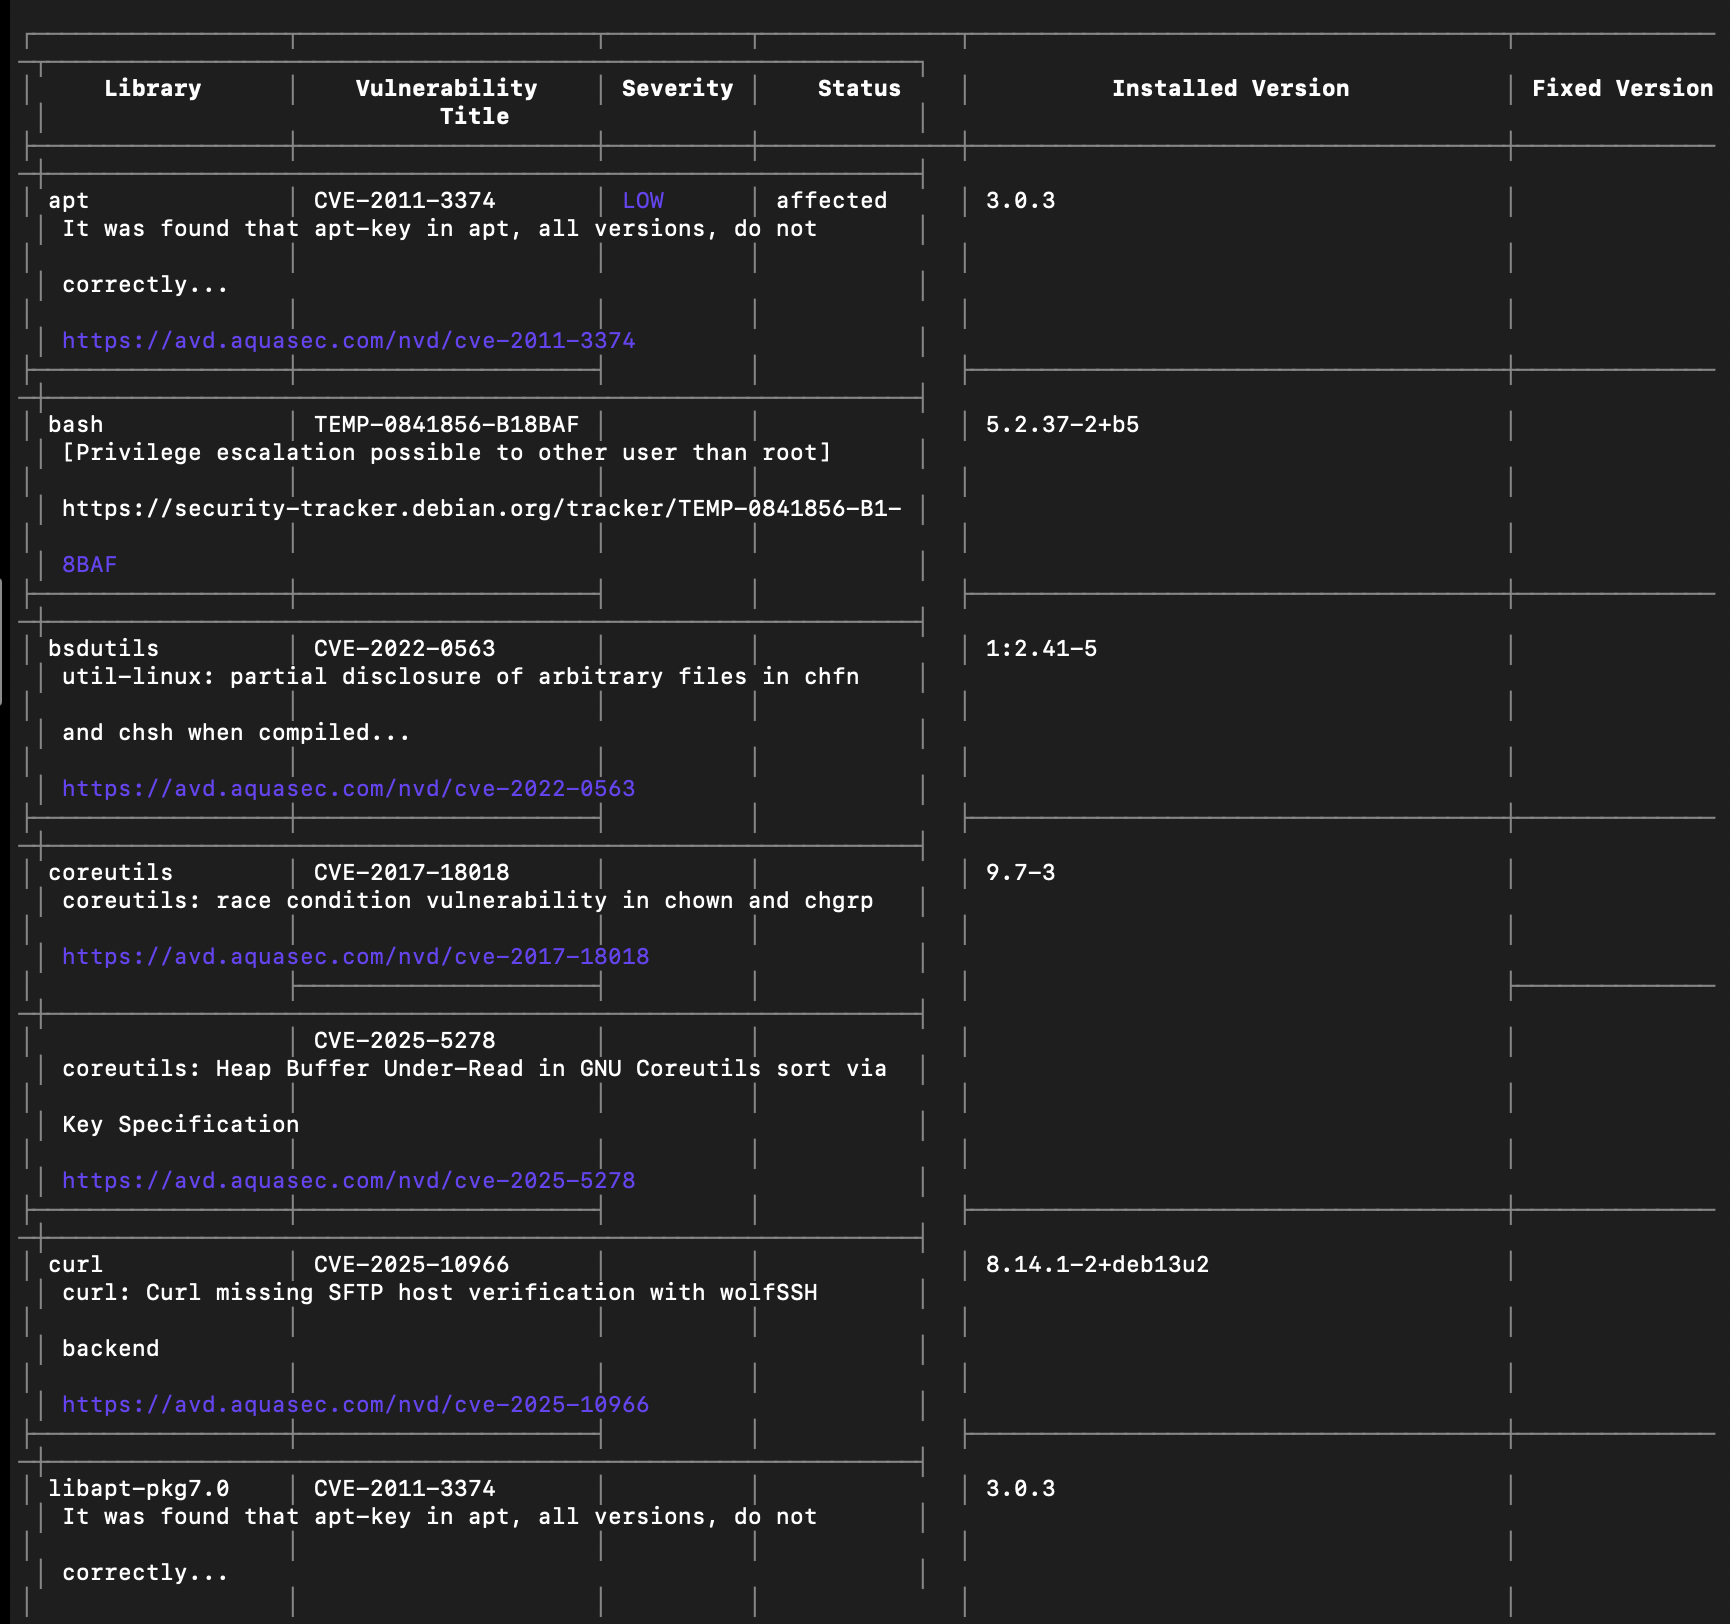 Library Vulnerability Severity Status Installed Version Fixed Version
Title
apt CVE-2011-3374 LOW affected 3.0.3
It was found that apt-key in apt, all versions, do not
correctly...
https://avd.aquasec.com/nvd/cve-2011-3374
bash TEMP-0841856-B18BAF 5.2.37-2+b5
[Privilege escalation possible to other user than root]
https://security-tracker.debian.org/tracker/TEMP-0841856-B1-
8BAF
bsdutils CVE-2022-0563 1:2.41-5
util-linux: partial disclosure of arbitrary files in chfn
and chsh when compiled...
https://avd.aquasec.com/nvd/cve-2022-0563
coreutils CVE-2017-18018 9.7-3
coreutils: race condition vulnerability in chown and chgrp
https://avd.aquasec.com/nvd/cve-2017-18018
CVE-2025-5278
coreutils: Heap Buffer Under-Read in GNU Coreutils sort via
Key Specification
https://avd.aquasec.com/nvd/cve-2025-5278
curl CVE-2025-10966 8.14.1-2+deb13u2
curl: Curl missing SFTP host verification with wolfSSH
backend
https://avd.aquasec.com/nvd/cve-2025-10966
libapt-pkg7.0 CVE-2011-3374 3.0.3
It was found that apt-key in apt, all versions, do not
correctly...